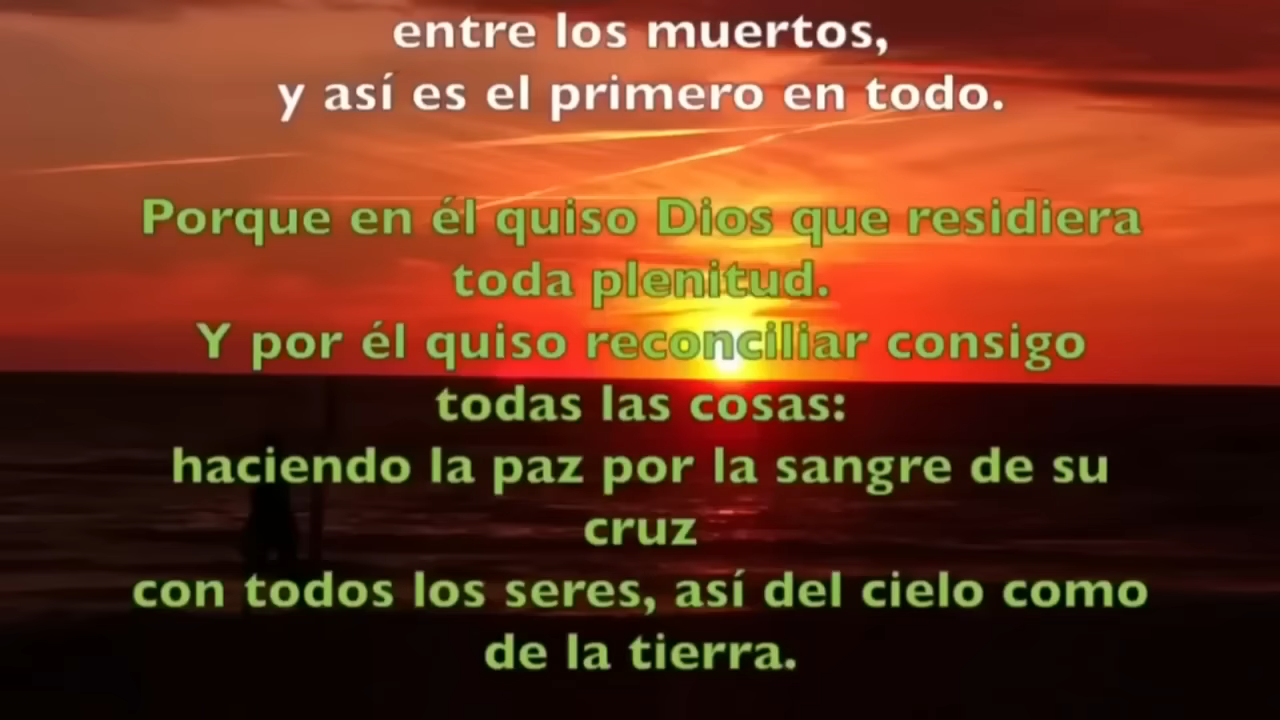 entre los muertos,
y así es el primero en todo.
Porque en él quiso Dios que residiera
toda plenitud.
Y por él quiso reconciliar consigo
todas las cosas:
haciendo la paz por la sangre de su
cruz
con todos los seres, así del cielo como
de la tierra.